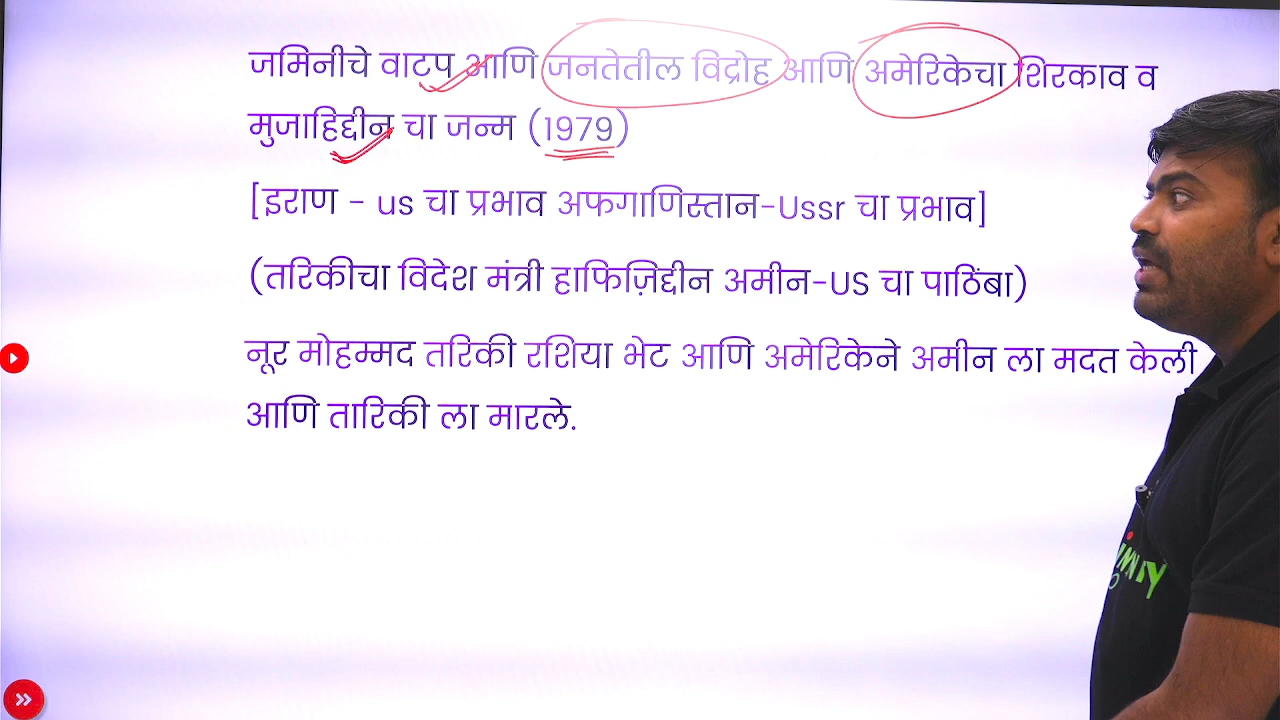 जमिनीचे वाटप आणि जनतेतील विद्रोह आणि अमेरिकेचा शिरकाव व
मुजाहिद्दीन चा जन्म (1979)
[इराण - us चा प्रभाव अफगाणिस्तान-Ussr चा प्रभाव]
(तरिकीचा विदेश मंत्री हाफिज़िद्दीन अमीन-US चा पाठिंबा)
नूर मोहम्मद तरिकी रशिया भेट आणि अमेरिकेने अमीन ला मदत केली
आणि तारिकी ला मारले.